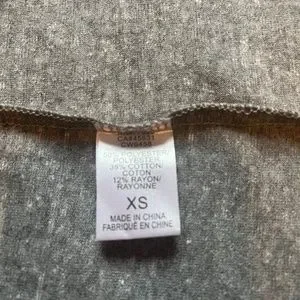 50% POLYESTER/
POLYESTER
38% COTTON/
COTON
12% RAYON/
RAYONNE
XS
MADE IN CHINA
FABRIQUÉ EN CHINE